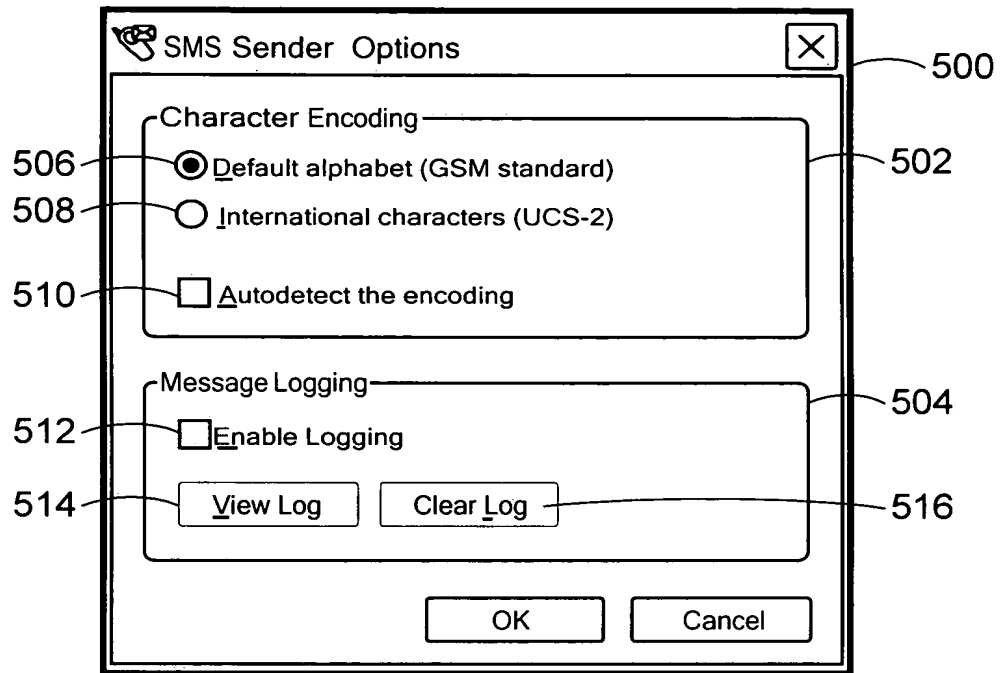 SMS Sender Options
500
Character Encoding
502
506
Default alphabet (GSM standard)
508
International characters (UCS-2)
510
Autodetect the encoding
Message Logging
504
512
Enable Logging
514
View Log
Clear Log
516
OK
Cancel